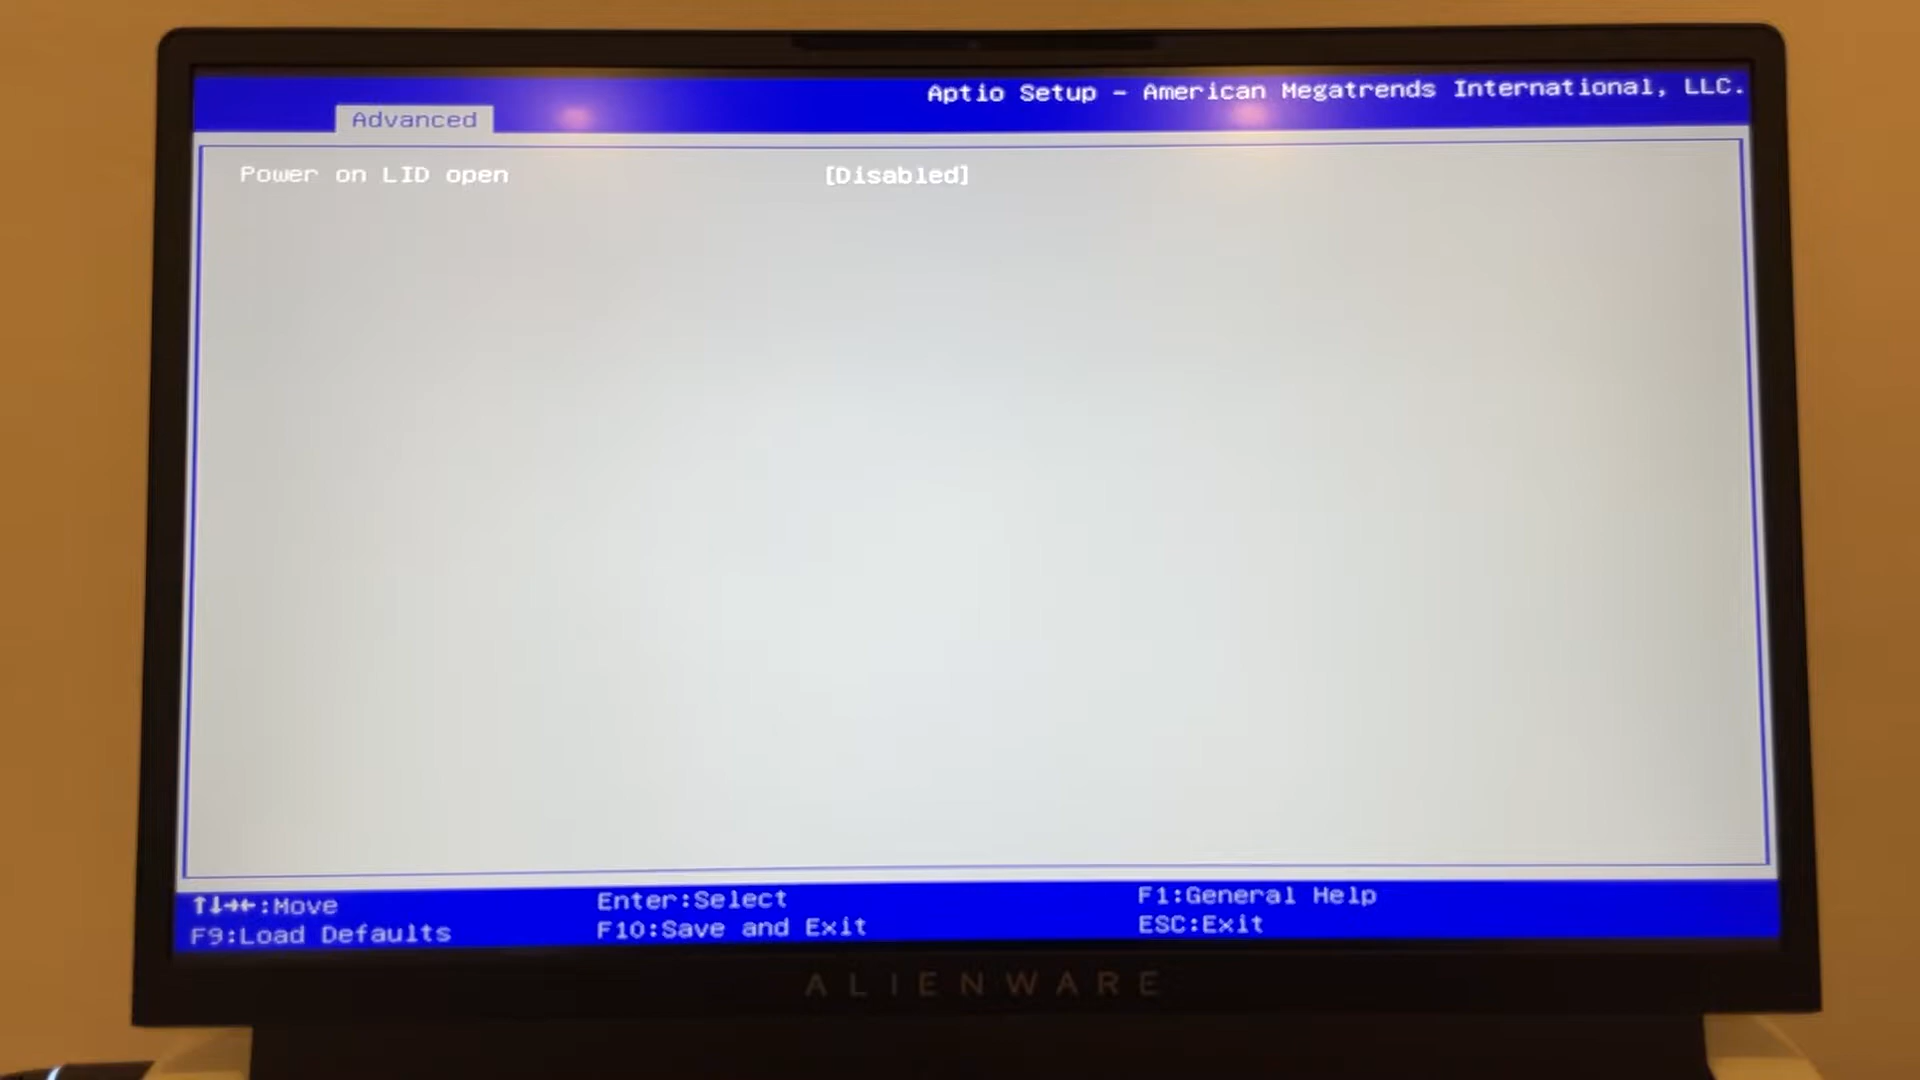 Aptio Setup - American Megatrends International, LLC.
Advanced
Power on LID open [Disabled]
↑↓→←:Move Enter:Select F1:General Help
F9:Load Defaults F10:Save and Exit ESC:Exit
ALIENWARE